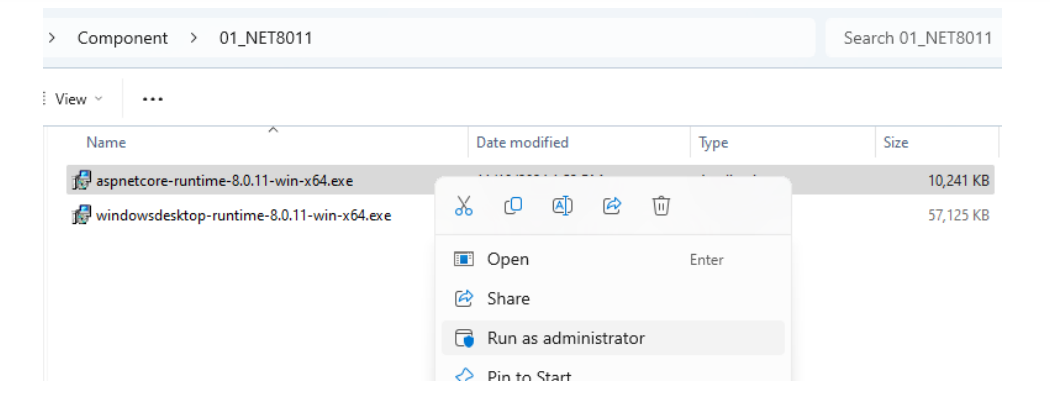 > Component > 01_NET8011
Search 01_NET8011
View
...
Name Date modified Type Size
aspnetcore-runtime-8.0.11-win-x64.exe 10,241 KB
windowsdesktop-runtime-8.0.11-win-x64.exe 57,125 KB
Open Enter
Share
Run as administrator
Pin to Start